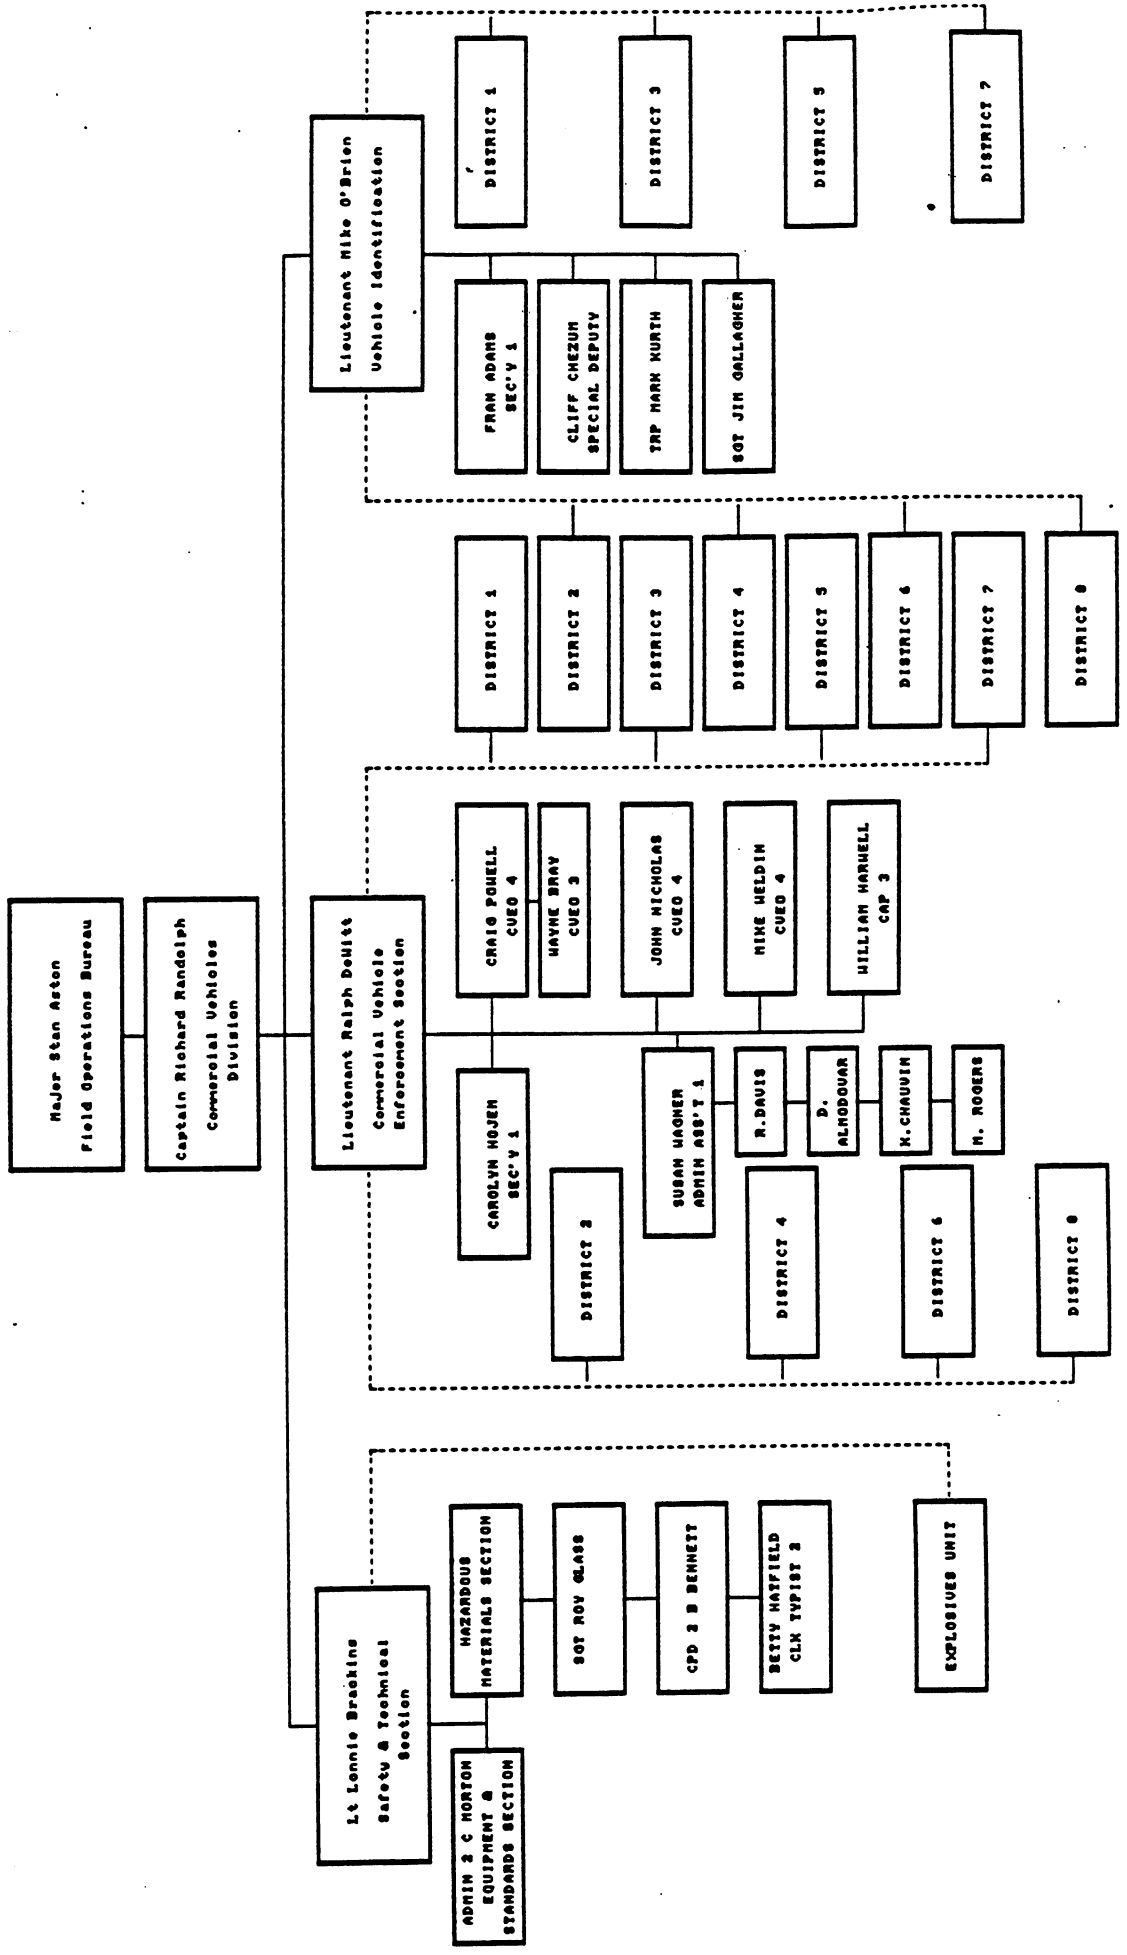 Major Stan Aston
Field Operations Bureau
Captain Richard Randolph
Commercial Vehicles
Division
Lt Lonnie Brackins
Safety & Technical
Section
Lieutenant Ralph DeWitt
Commercial Vehicle
Enforcement Section
Lieutenant Mike O'Brien
Vehicle Identification
ADMIN 2 C MORTON
EQUIPMENT &
STANDARDS SECTION
HAZARDOUS
MATERIALS SECTION
SGT ROY GLASS
CPD 2 B BENNETT
BETTY HATFIELD
CLK TYPIST 2
EXPLOSIVES UNIT
DISTRICT 2
DISTRICT 4
DISTRICT 6
DISTRICT 8
CAROLYN HOJEM
SEC'Y 1
SUSAN WAGNER
ADMIN ASS'T 1
R.DAVIS
D.
ALMODOVAR
K.CHAUVIN
M. ROGERS
CRAIG POWELL
CVEO 4
WAYNE BRAY
CVEO 3
JOHN NICHOLAS
CVEO 4
MIKE WELDIN
CVEO 4
WILLIAM HARWELL
CAP 3
DISTRICT 1
DISTRICT 2
DISTRICT 3
DISTRICT 4
DISTRICT 5
DISTRICT 6
DISTRICT 7
DISTRICT 8
FRAN ADAMS
SEC'Y 1
CLIFF CHEZUM
SPECIAL DEPUTY
TRP MARK KURTH
SGT JIM GALLAGHER
DISTRICT 1
DISTRICT 3
DISTRICT 5
DISTRICT 7